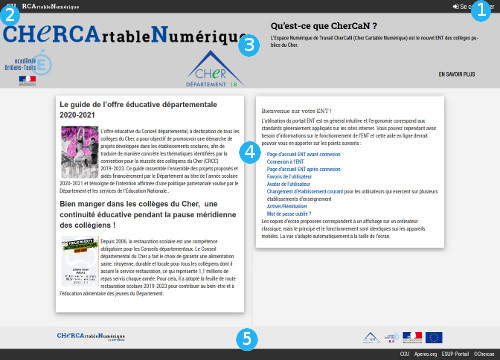 Se
1
2
CHERCArtableNumérique
CHERCArtableNumérique
3
Qu'est-ce que CherCaN ?
L'Espace Numérique de Travail CherCaN (Cher Cartable Numérique) est le nouvel ENT des collèges publics du Cher.
EN SAVOIR PLUS
académie
Orléans-Tours
CHER
DÉPARTEMENT 18
Le guide de l'offre éducative départementale
2020-2021
L'offre éducative du Conseil départemental, a destination de tous les
collèges du Cher, a pour objectif de promouvoir une démarche de
projets développée dans les établissements scolaires, afin de
traduire de manière concrète les thématiques identifiées par la
convention pour la réussite des collégiens du Cher (CRCC)
2019-2023. Ce guide rassemble l'ensemble des projets proposés et
aidés financièrement par le Département au titre de l'année scolaire
2020-2021 et témoigne de l'attention affirmée d'une politique partenariale voulue par le
Département et les services de l'Education Nationale.
Bien manger dans les collèges du Cher, une
continuité éducative pendant la pause méridienne
des collégiens !
Depuis 2006, la restauration scolaire est une compétence
obligatoire pour les Conseils départementaux. Le Conseil
départemental du Cher a fait le choix de garantir une alimentation
saine, citoyenne, durable et locale pour tous les collégiens dont il
assure le service restauration, ce qui représente 1,1 millions de
repas servis chaque année. Pour cela, il a adopté la feuille de route
restauration scolaire 2019-2023 pour contribuer au bien-être et à
l'éducation alimentaire des jeunes du Département.
4
Bienvenue sur votre ENT !
L'utilisation du portail ENT est en général intuitive et l'ergonomie correspond aux
standards généralement appliqués sur les sites internet. Vous pouvez cependant avoir
besoin d'informations sur le fonctionnement de l'ENT et cette aide en ligne devrait
pouvoir vous en apporter sur les points suivants :
Page d'accueil ENT avant connexion
Connexion à l'ENT
Page d'accueil ENT après connexion
Favoris de l'utilisateur
Avatar de l'utilisateur
Changement d'établissement courant pour les utilisateurs qui exercent sur plusieurs
établissements d'enseignement
Activer/Réinitialiser
Mot de passe oublié ?
Les copies d'écran proposées correspondent à un affichage sur un ordinateur
classique, mais le principe et le fonctionnement sont identiques sur les appareils
mobiles. La vue s'adapte automatiquement à la taille de l'écran.
CHERCArtableNumérique
5
CGU Apereo.org ESUP-Portail ©Chercan